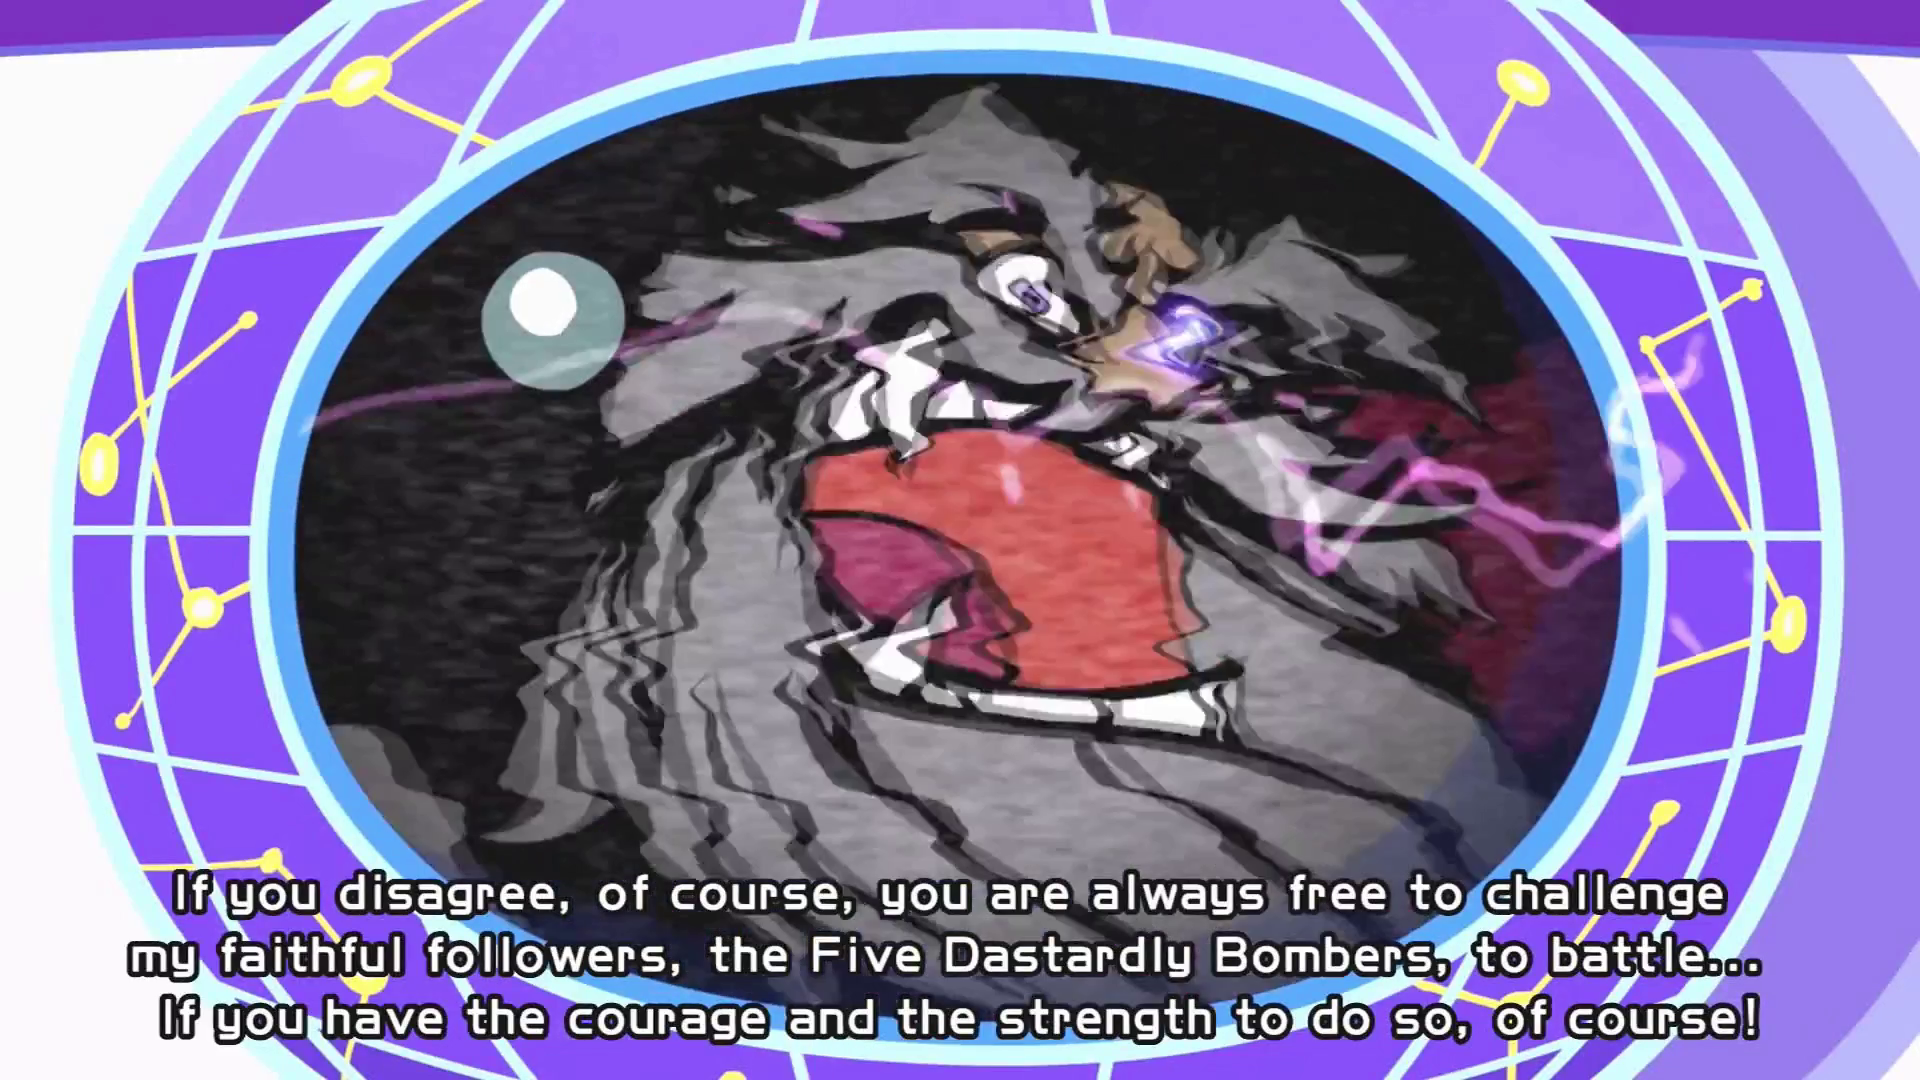 If you disagree, of course, you are always free to challenge
my faithful followers, the Five Dastardly Bombers, to battle...
If you have the courage and the strength to do so, of course!